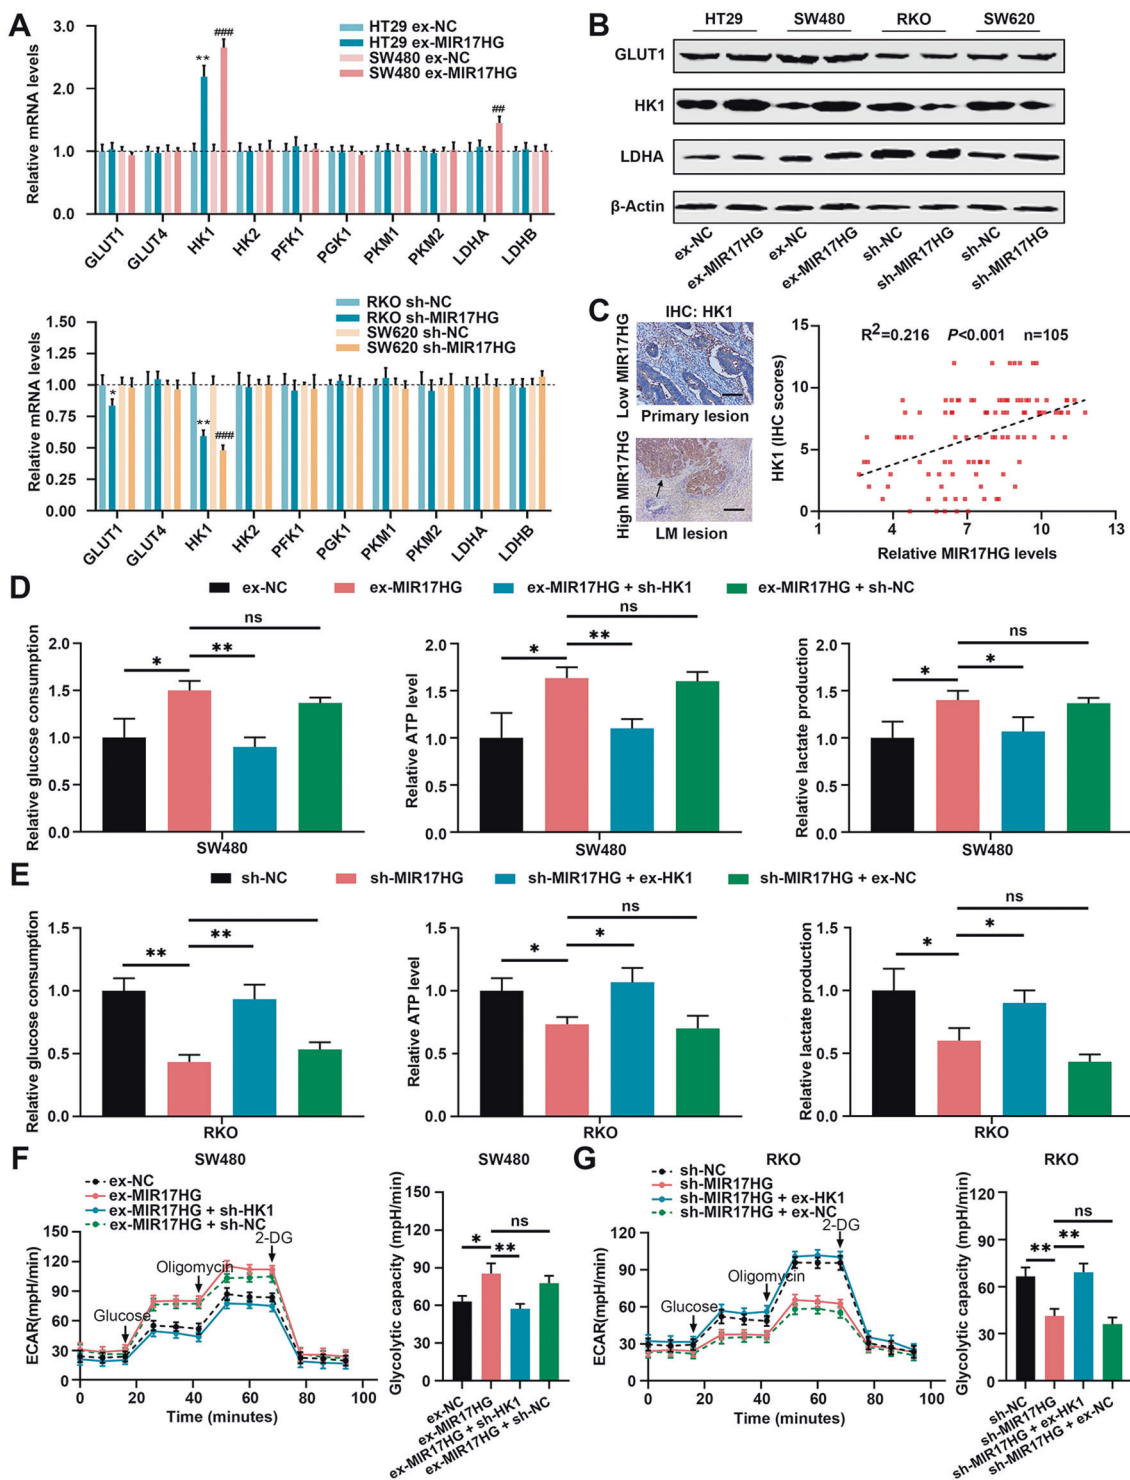 A
HT29 ex-NC
HT29 ex-MIR17HG
SW480 ex-NC
SW480 ex-MIR17HG
Relative mRNA levels
3.0
2.0
1.0
0.0
**
###
##
GLUT1
GLUT4
HK1
HK2
PFK1
PGK1
PKM1
PKM2
LDHA
LDHB
RKO sh-NC
RKO sh-MIR17HG
SW620 sh-NC
SW620 sh-MIR17HG
Relative mRNA levels
1.50
1.25
1.00
0.75
0.50
0.25
0.00
*
**
###
GLUT1
GLUT4
HK1
HK2
PFK1
PGK1
PKM1
PKM2
LDHA
LDHB
B
HT29 SW480 RKO SW620
GLUT1
HK1
LDHA
β-Actin
ex-NC
ex-MIR17HG
ex-NC
ex-MIR17HG
sh-NC
sh-MIR17HG
sh-NC
sh-MIR17HG
C
IHC: HK1
Low MIR17HG
Primary lesion
High MIR17HG
LM lesion
R²=0.216 P<0.001 n=105
HK1 (IHC scores)
15
10
5
0
1 4 7 10 13
Relative MIR17HG levels
D
ex-NC ex-MIR17HG ex-MIR17HG + sh-HK1 ex-MIR17HG + sh-NC
Relative glucose consumption
2.0
1.5
1.0
0.5
0.0
ns
* **
SW480
Relative ATP level
2.0
1.5
1.0
0.5
0.0
ns
* **
SW480
Relative lactate production
2.0
1.5
1.0
0.5
0.0
ns
* *
SW480
E
sh-NC sh-MIR17HG sh-MIR17HG + ex-HK1 sh-MIR17HG + ex-NC
Relative glucose consumption
1.5
1.0
0.5
0.0
** **
RKO
Relative ATP level
1.5
1.0
0.5
0.0
ns
* *
RKO
Relative lactate production
1.5
1.0
0.5
0.0
ns
* *
RKO
F
SW480
ex-NC
ex-MIR17HG
ex-MIR17HG + sh-HK1
ex-MIR17HG + sh-NC
ECAR(mpH/min)
150
120
90
60
30
0
Glucose
Oligomycin
2-DG
0 20 40 60 80 100
Time (minutes)
SW480
Glycolytic capacity (mpH/min)
150
120
90
60
30
0
ns
* **
ex-NC
ex-MIR17HG
ex-MIR17HG + sh-HK1
ex-MIR17HG + sh-NC
G
RKO
sh-NC
sh-MIR17HG
sh-MIR17HG + ex-HK1
sh-MIR17HG + ex-NC
ECAR(mpH/min)
120
90
60
30
0
Glucose
Oligomycin
2-DG
0 20 40 60 80 100
Time (minutes)
RKO
Glycolytic capacity (mpH/min)
120
90
60
30
0
ns
** **
sh-NC
sh-MIR17HG
sh-MIR17HG + ex-HK1
sh-MIR17HG + ex-NC